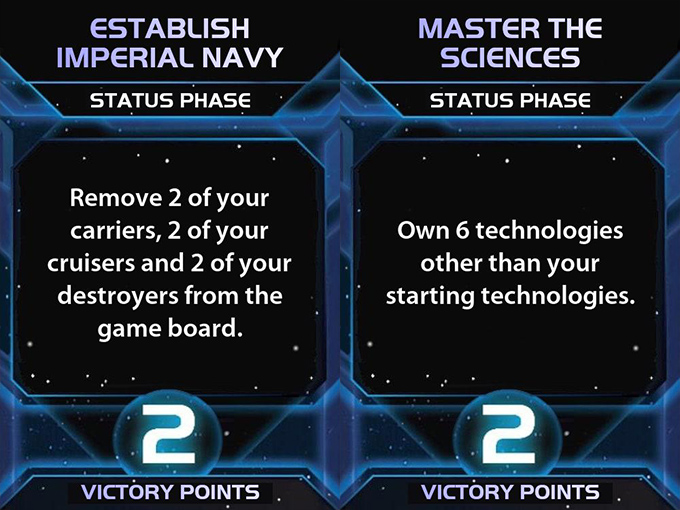 ESTABLISH
IMPERIAL NAVY
STATUS PHASE
Remove 2 of your
carriers, 2 of your
cruisers and 2 of your
destroyers from the
game board.
2
VICTORY POINTS
MASTER THE
SCIENCES
STATUS PHASE
Own 6 technologies
other than your
starting technologies.
2
VICTORY POINTS